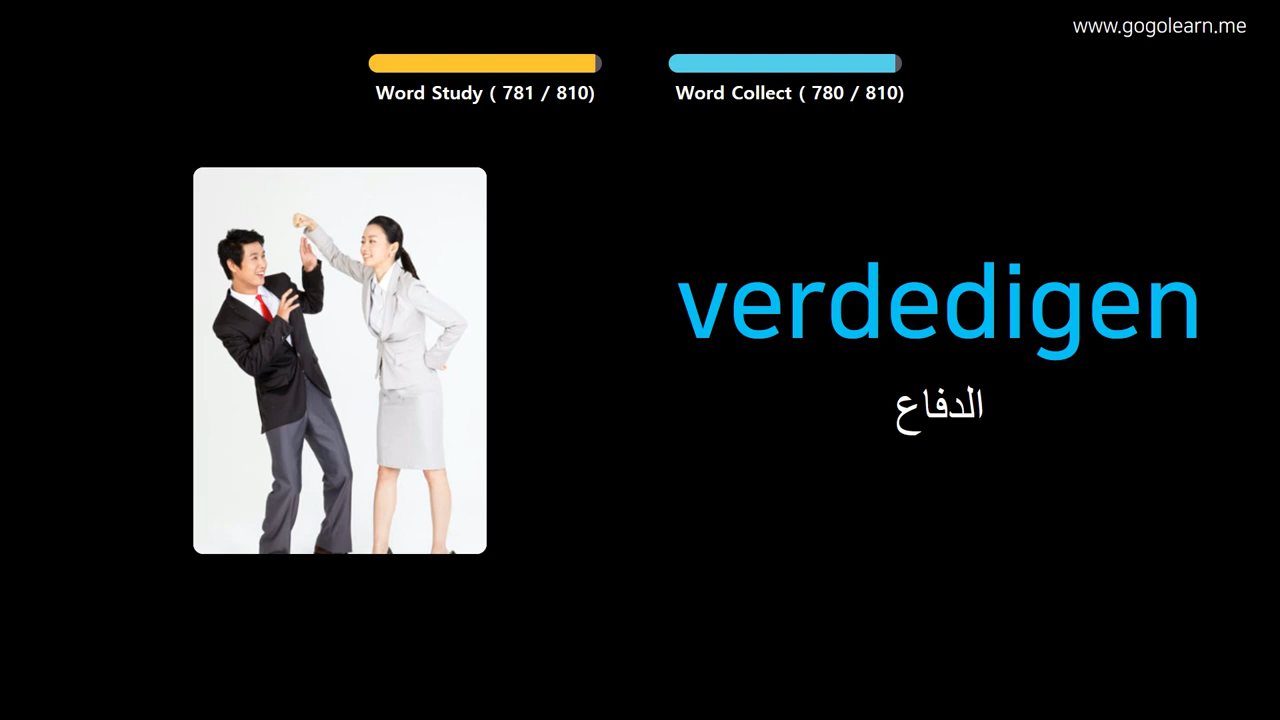 www.gogolearn.me
Word Study ( 781 / 810)
Word Collect ( 780 / 810)
verdedigen
الدفاع